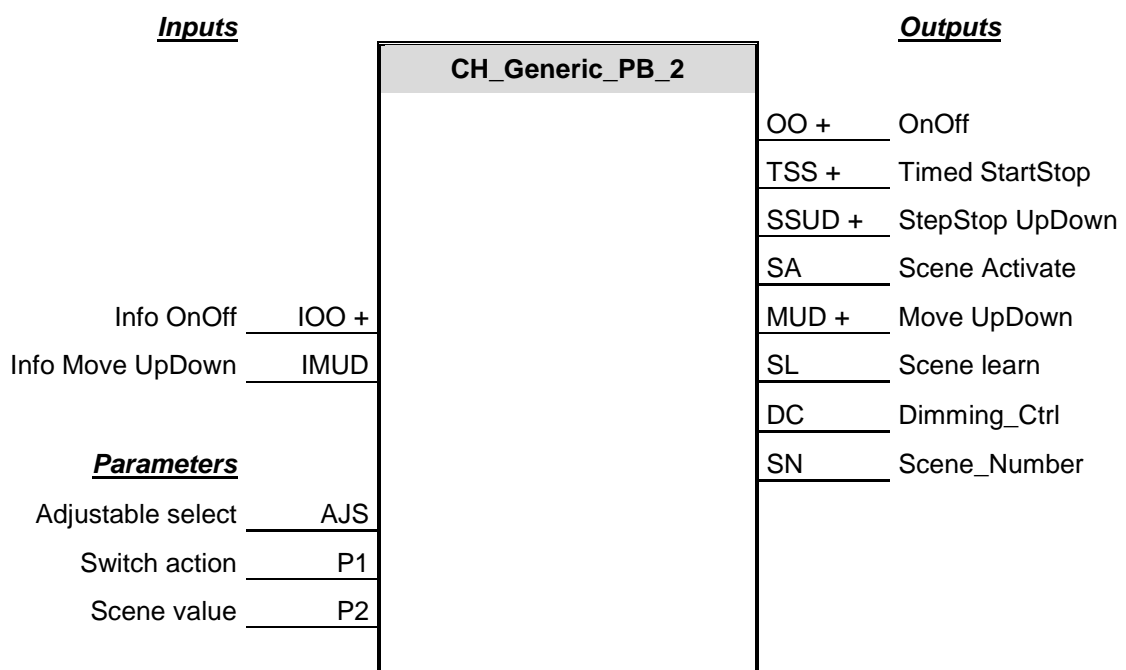 Inputs Outputs
CH_Generic_PB_2
OO + OnOff
TSS + Timed StartStop
SSUD + StepStop UpDown
SA Scene Activate
Info OnOff IOO + MUD + Move UpDown
Info Move UpDown IMUD SL Scene learn
DC Dimming_Ctrl
Parameters SN Scene_Number
Adjustable select AJS
Switch action P1
Scene value P2